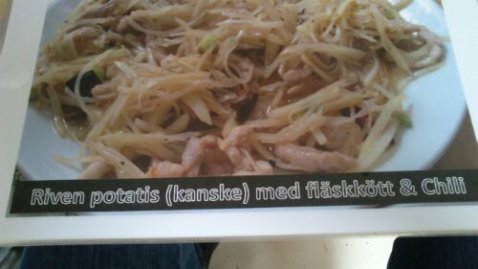 Riven potatis (kanske) med fläskkött & Chili